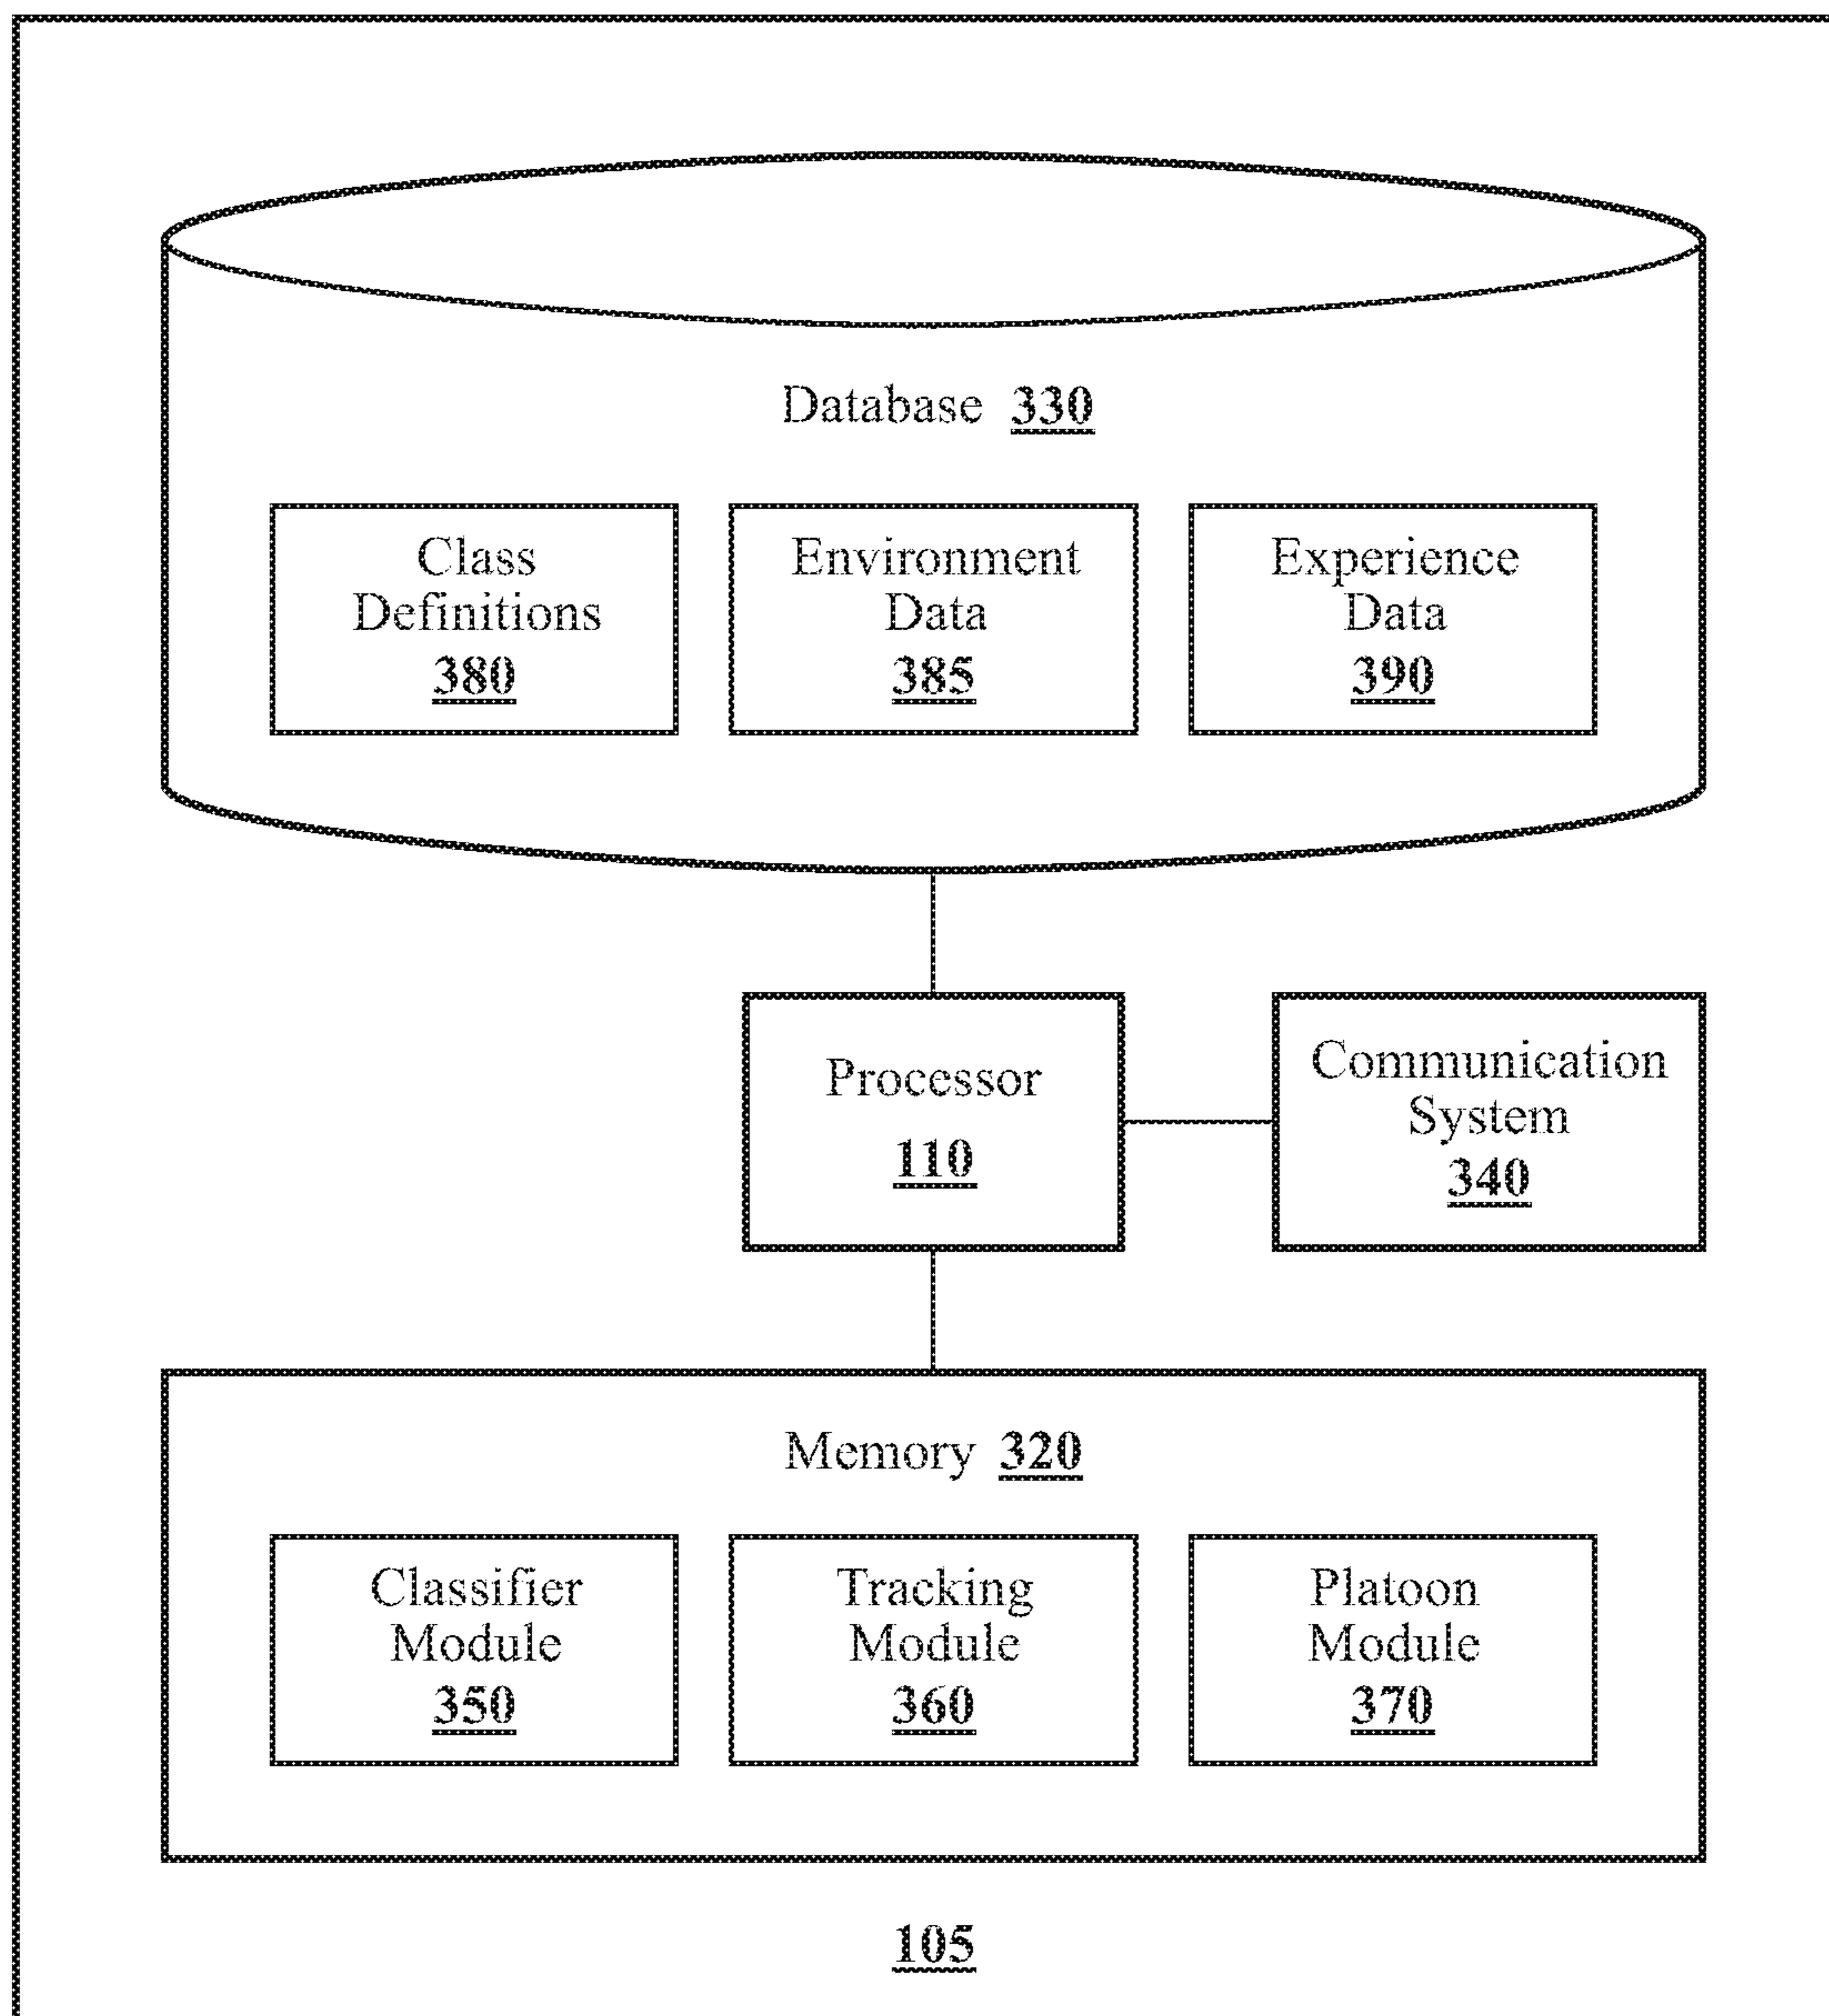 Database 330
Class
Definitions
380
Environment
Data
385
Experience
Data
390
Processor
110
Communication
System
340
Memory 320
Classifier
Module
350
Tracking
Module
360
Platoon
Module
370
105